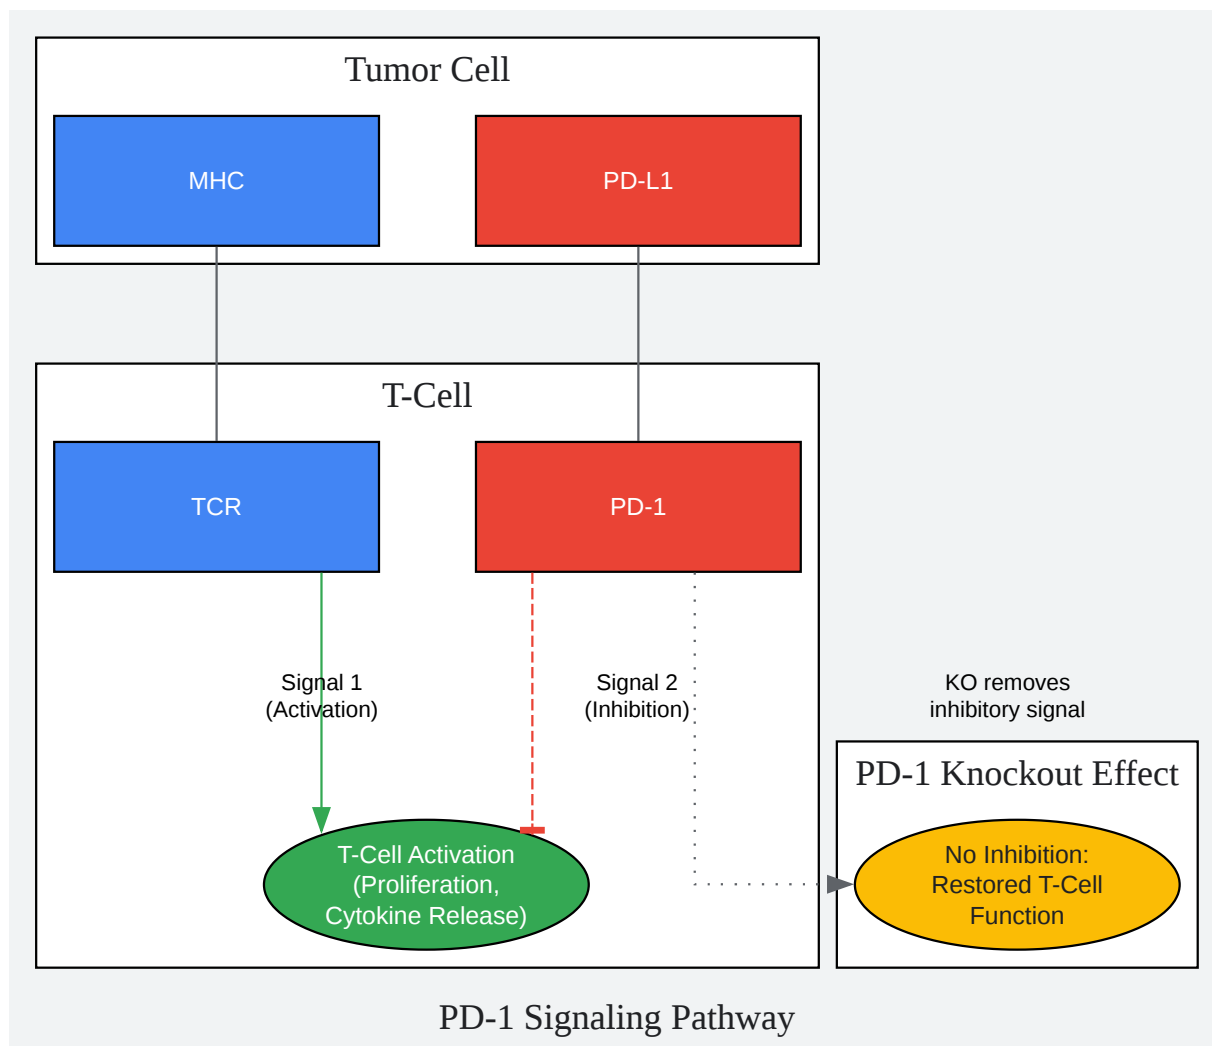 Tumor Cell
MHC
PD-L1
T-Cell
TCR
PD-1
Signal 1
(Activation)
Signal 2
(Inhibition)
KO removes
inhibitory signal
PD-1 Knockout Effect
T-Cell Activation
(Proliferation,
Cytokine Release)
No Inhibition:
Restored T-Cell
Function
PD-1 Signaling Pathway